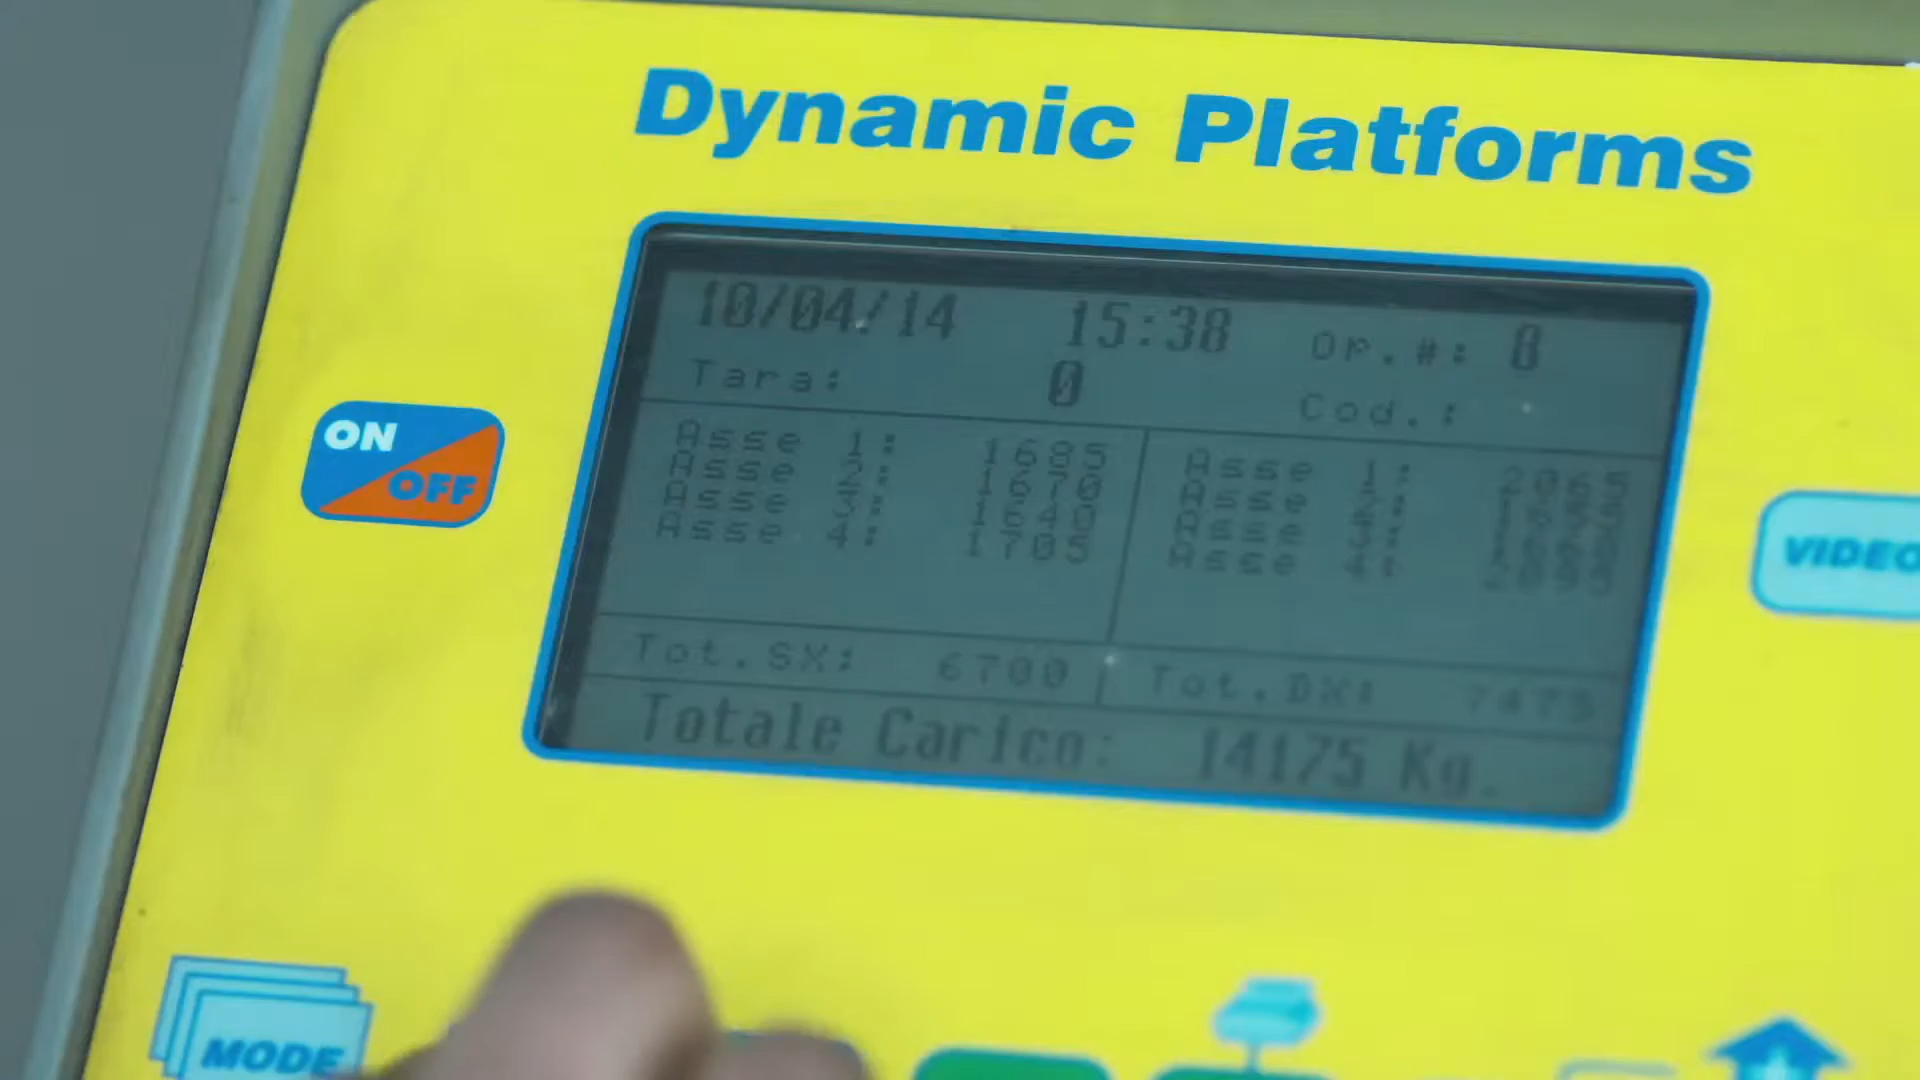 Dynamic Platforms
10/04/14 15:38 Op.#: 8
Tara: 0 Cod.:
ON
OFF
Asse 1: 1685 Asse 1: 2065
Asse 2: 1670 Asse 2:
Asse 3: 1640 Asse 3:
Asse 4: 1705 Asse 4:
VIDEO
Tot.SX: 6700 Tot.DX: 7475
Totale Carico: 14175 Kg.
MODE